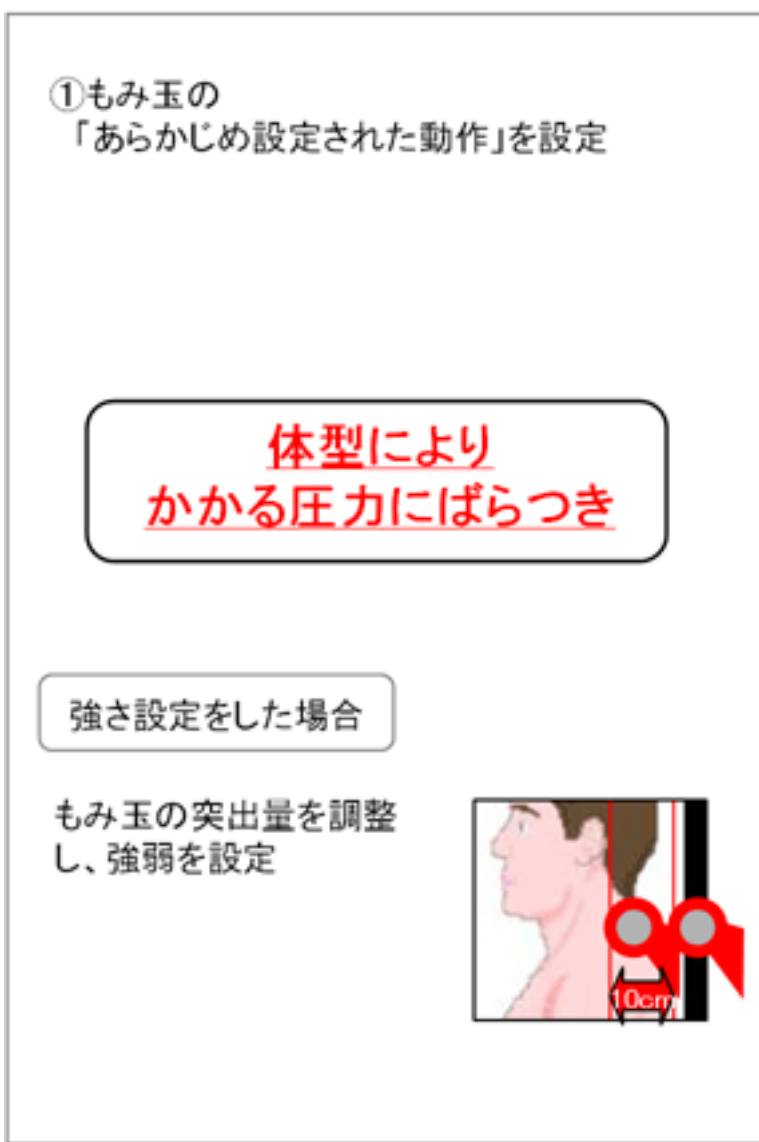 ①もみ玉の
「あらかじめ設定された動作」を設定
体型により
かかる圧力にばらつき
強さ設定をした場合
もみ玉の突出量を調整
し、強弱を設定
10cm